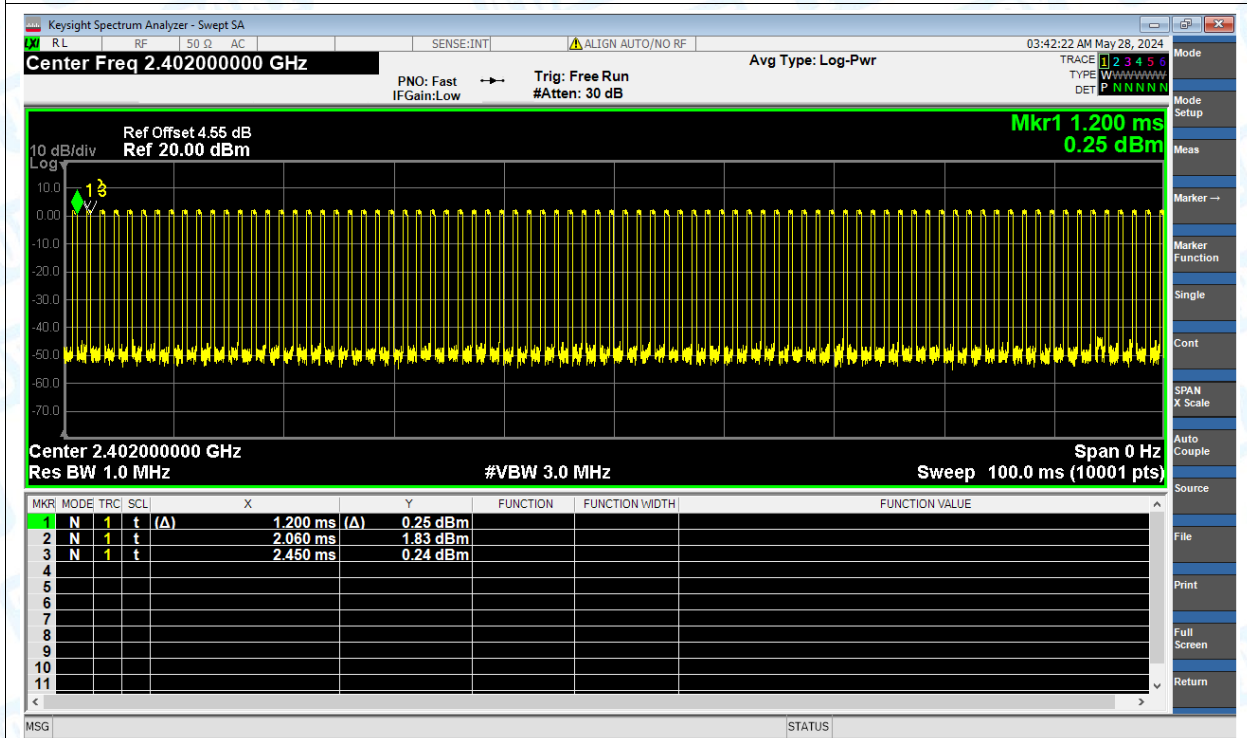 Keysight Spectrum Analyzer - Swept SA
LXI RL RF 50 Ω AC SENSE:INT ALIGN AUTO/NO RF 03:42:22 AM May 28, 2024
Center Freq 2.402000000 GHz
PNO: Fast
IFGain:Low
Trig: Free Run
#Atten: 30 dB
Avg Type: Log-Pwr
TRACE 1 2 3 4 5 6
TYPE WWWWWW
DET P N N N N N
Mkr1 1.200 ms
0.25 dBm
Ref Offset 4.55 dB
10 dB/div Ref 20.00 dBm
Log
10.0
0.00
-10.0
-20.0
-30.0
-40.0
-50.0
-60.0
-70.0
1
3
Center 2.402000000 GHz Span 0 Hz
Res BW 1.0 MHz #VBW 3.0 MHz Sweep 100.0 ms (10001 pts)
MKR MODE TRC SCL X Y FUNCTION FUNCTION WIDTH FUNCTION VALUE
1 N 1 t (Δ) 1.200 ms (Δ) 0.25 dBm
2 N 1 t 2.060 ms 1.83 dBm
3 N 1 t 2.450 ms 0.24 dBm
4
5
6
7
8
9
10
11
MSG STATUS
Mode
Mode
Setup
Meas
Marker →
Marker
Function
Single
Cont
SPAN
X Scale
Auto
Couple
Source
File
Print
Full
Screen
Return